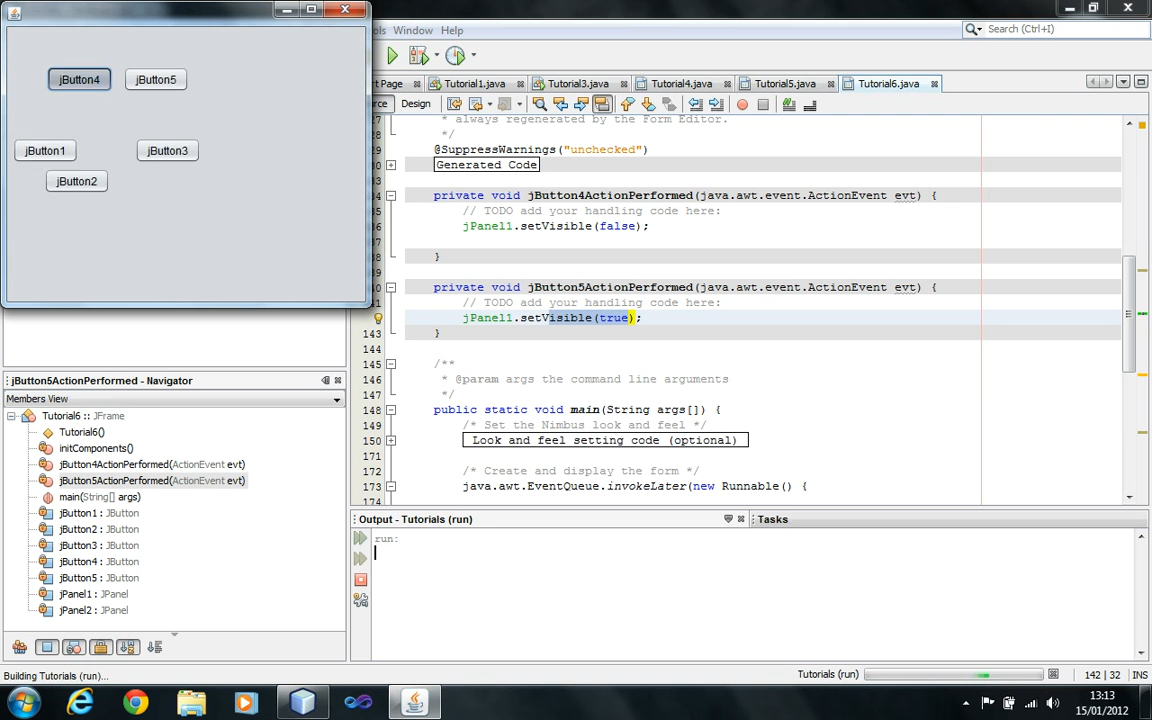 jButton4
jButton5
jButton1
jButton3
jButton2
Window
Help
Search (Ctrl+I)
Tutorial1.java
Tutorial3.java
Tutorial4.java
Tutorial5.java
Tutorial6.java
Design
* always regenerated by the Form Editor.
*/
@SuppressWarnings("unchecked")
Generated Code
private void jButton4ActionPerformed(java.awt.event.ActionEvent evt) {
// TODO add your handling code here:
jPanel1.setVisible(false);
}
private void jButton5ActionPerformed(java.awt.event.ActionEvent evt) {
// TODO add your handling code here:
jPanel1.setVisible(true);
143 }
144
145 /**
146 * @param args the command line arguments
147 */
148 public static void main(String args[]) {
149 /* Set the Nimbus look and feel */
150 Look and feel setting code (optional)
171
172 /* Create and display the form */
173 java.awt.EventQueue.invokeLater(new Runnable() {
174
jButton5ActionPerformed - Navigator
Members View
Tutorial6 :: JFrame
Tutorial6()
initComponents()
jButton4ActionPerformed(ActionEvent evt)
jButton5ActionPerformed(ActionEvent evt)
main(String[] args)
jButton1 : JButton
jButton2 : JButton
jButton3 : JButton
jButton4 : JButton
jButton5 : JButton
jPanel1 : JPanel
jPanel2 : JPanel
Output - Tutorials (run)
Tasks
run:
Building Tutorials (run)...
Tutorials (run)
142 | 32
INS
13:13
15/01/2012